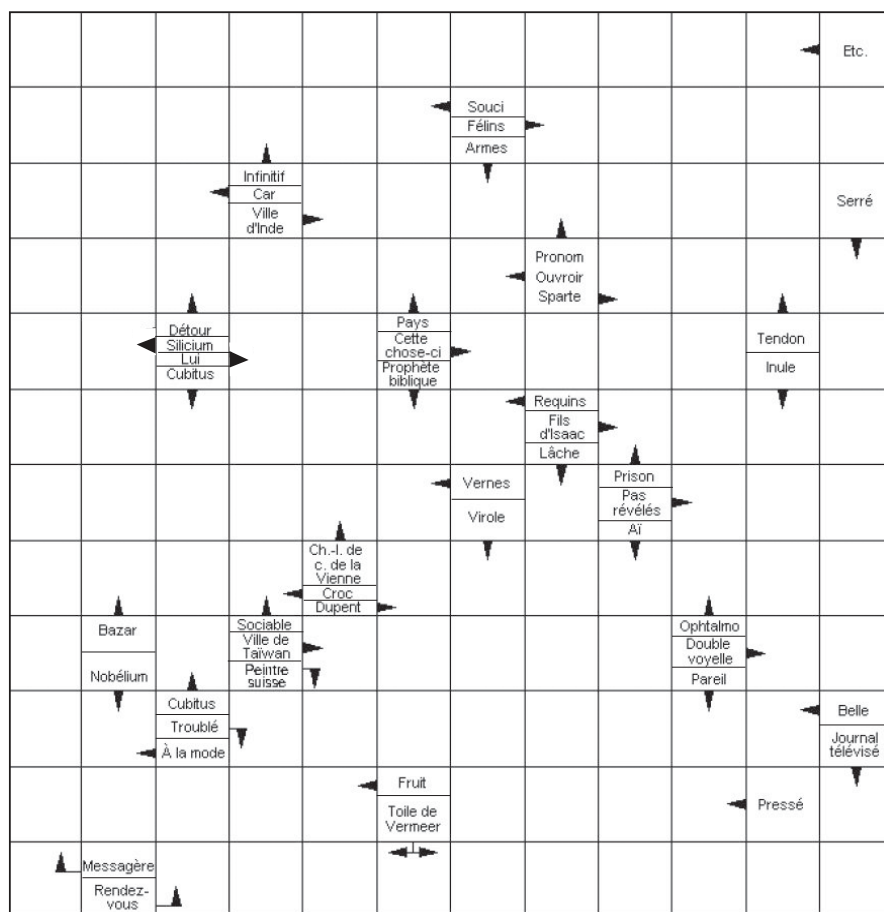 Etc.
Souci
Félins
Armes
Infinitif
Car
Ville
d'Inde
Serré
Pronom
Ouvroir
Sparte
Détour
Silicium
Lui
Cubitus
Pays
Cette
chose-ci
Prophète
biblique
Tendon
Inule
Requins
Fils
d'Isaac
Lâche
Vernes
Virole
Prison
Pas
révélés
Aï
Ch.-l. de
c. de la
Vienne
Croc
Dupent
Bazar
Nobélium
Sociable
Ville de
Taïwan
Peintre
suisse
Ophtalmo
Double
voyelle
Pareil
Cubitus
Troublé
À la mode
Belle
Journal
télévisé
Fruit
Toile de
Vermeer
Pressé
Messagère
Rendez-
vous